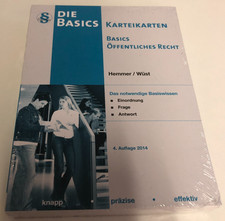 DIE
BASICS
KARTEIKARTEN
BASICS
ÖFFENTLICHES RECHT
Hemmer / Wüst
Das notwendige Basiswissen
Einordnung
Frage
Antwort
4. Auflage 2014
knapp
präzise
effektiv